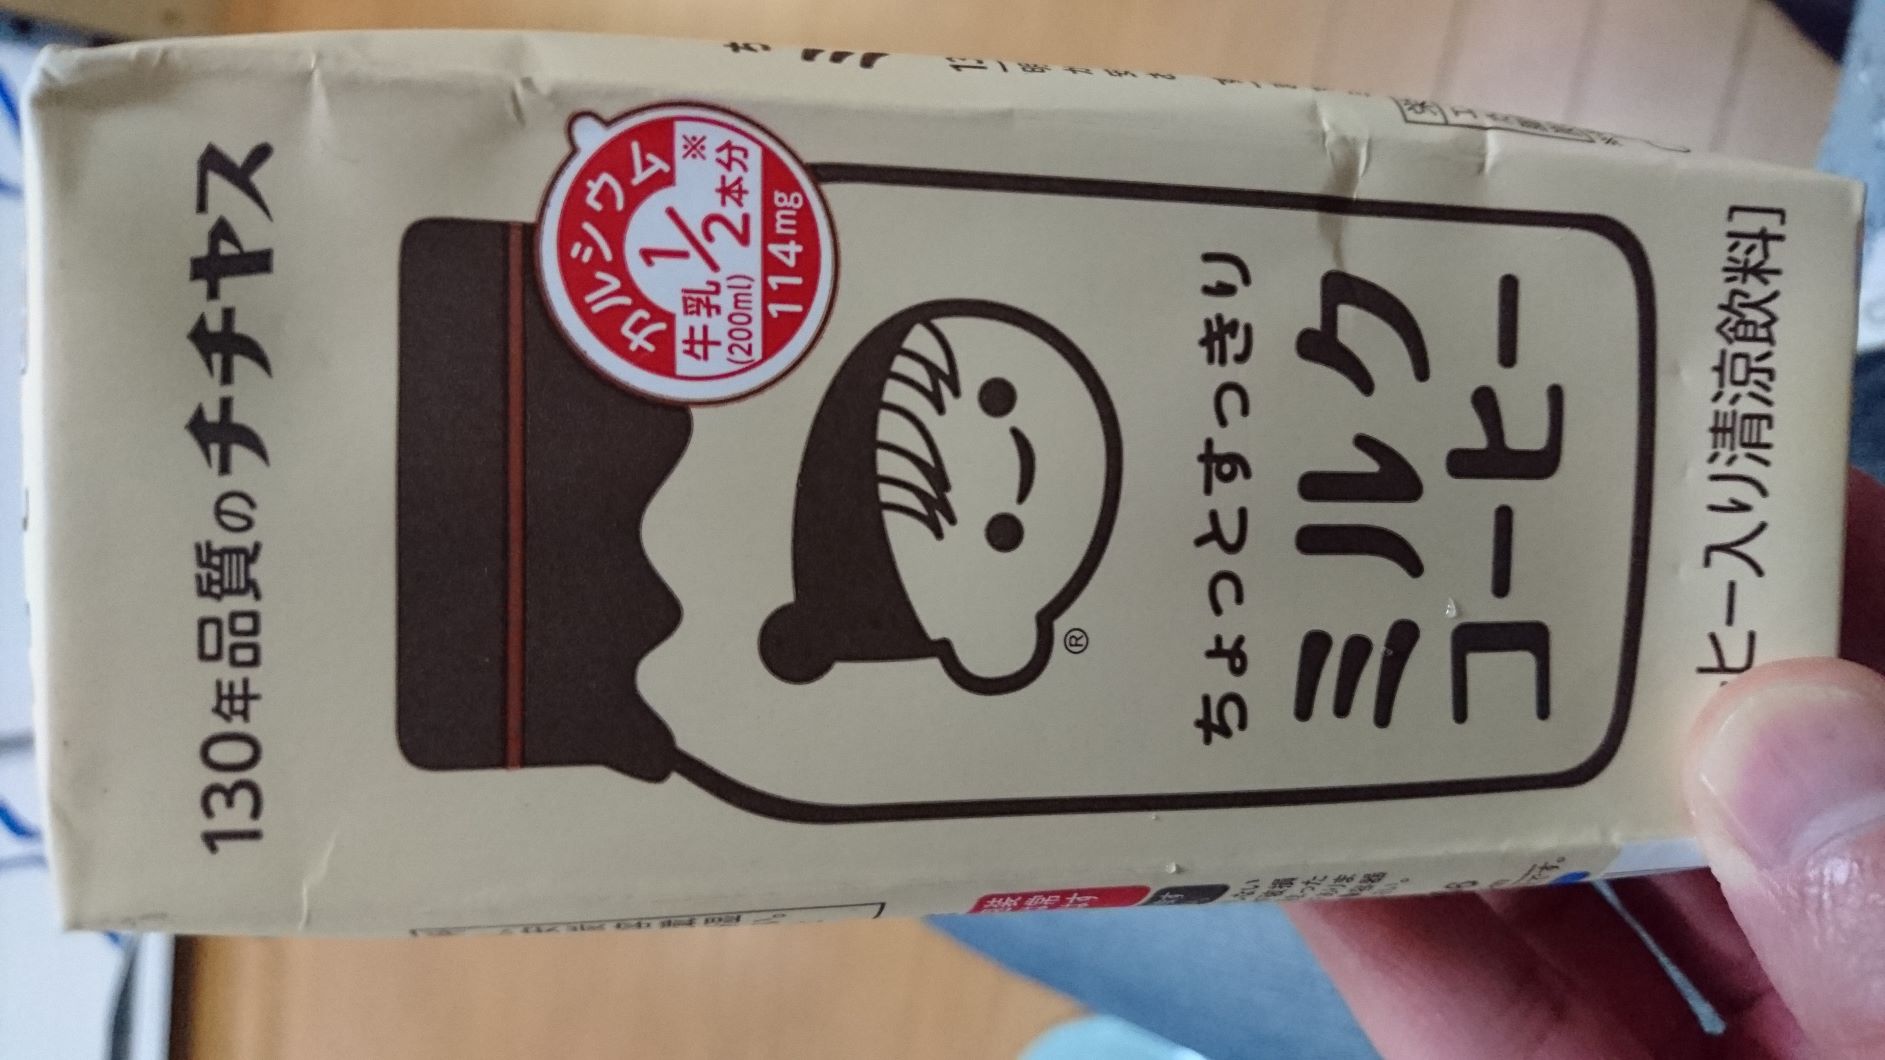 130年品質のチチヤス
カルシウム
牛乳
(200ml)
1/2本分
※
114mg
®
ちょっとすっきり
ミルク
コーヒー
ヒー入り清涼飲料]